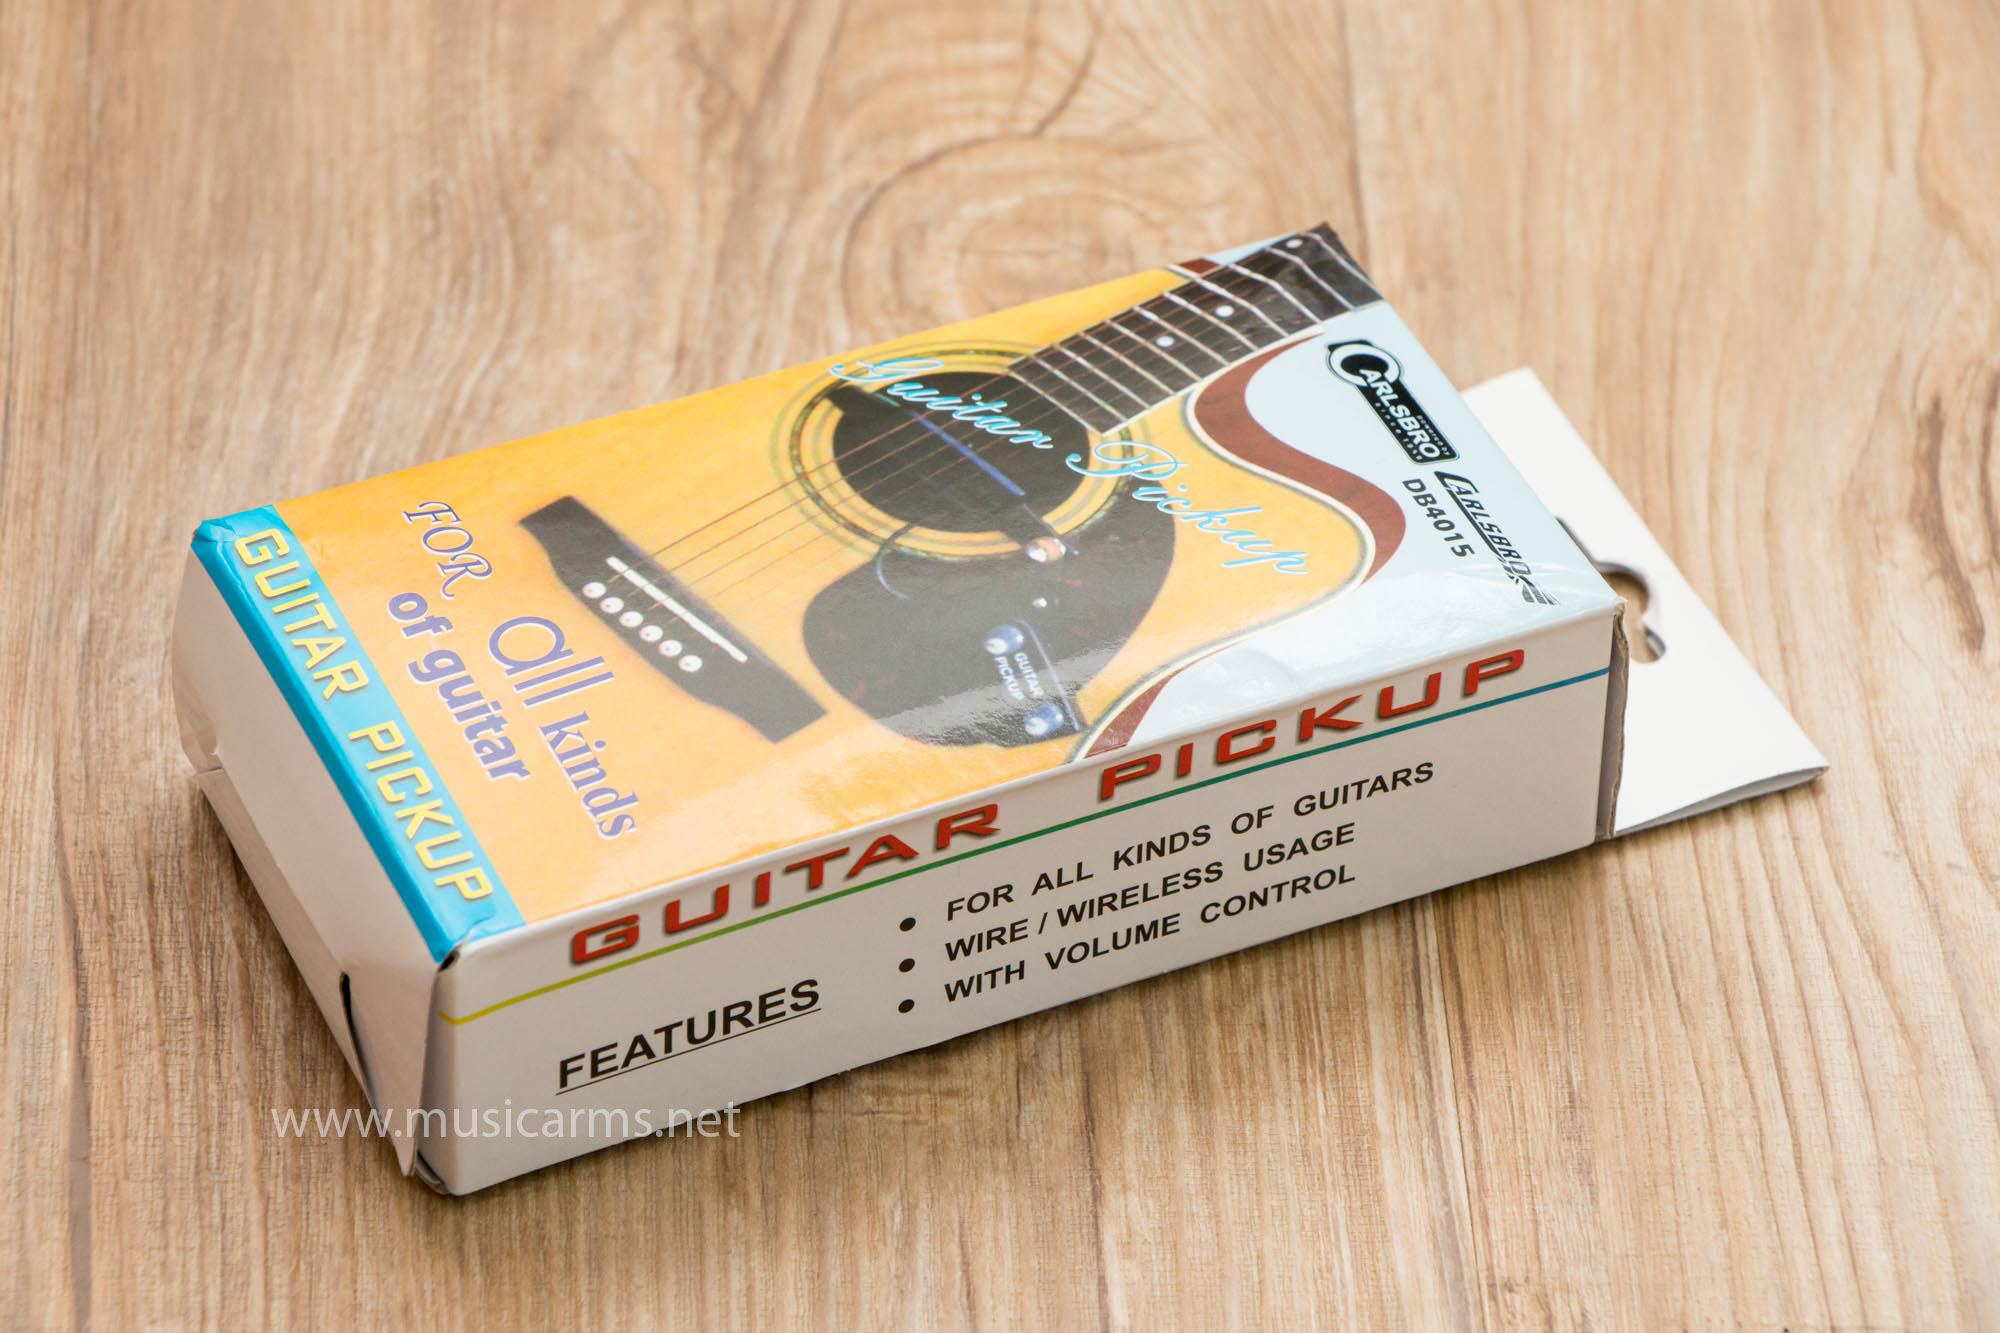 Guitar Pickup
CARLSBRO
CARLSBRO
DB4015
FOR all kinds
of guitar
GUITAR
PICKUP
GUITAR PICKUP
GUITAR PICKUP
FEATURES
• FOR ALL KINDS OF GUITARS
• WIRE / WIRELESS USAGE
• WITH VOLUME CONTROL
www.musicarms.net